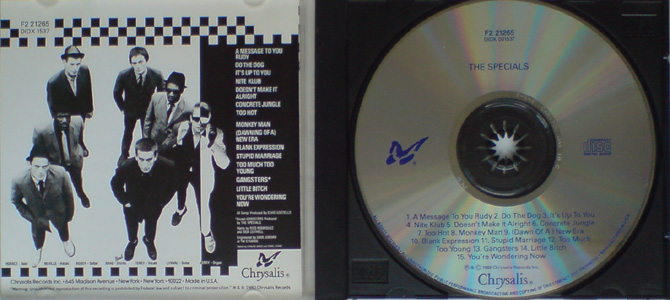 F2 21265
DIDX 1537
A MESSAGE TO YOU
RUDY
DO THE DOG
IT'S UP TO YOU
NITE KLUB
DOESN'T MAKE IT
ALRIGHT
CONCRETE JUNGLE
TOO HOT
MONKEY MAN
(DAWNING OF A)
NEW ERA
BLANK EXPRESSION
STUPID MARRIAGE
TOO MUCH TOO
YOUNG
GANGSTERS*
LITTLE BITCH
YOU'RE WONDERING
NOW
Chrysalis
Chrysalis Records Inc. • 645 Madison Avenue • New York • New York • 10022 • Made in U.S.A.
F2 21265
THE SPECIALS
COMPACT
disc
DIGITAL AUDIO
1. A Message To You Rudy 2. Do The Dog 3. It's Up To You
4. Nite Klub 5. Doesn't Make It Alright 6. Concrete Jungle
7. Too Hot 8. Monkey Man 9. (Dawn Of A) New Era
10. Blank Expression 11. Stupid Marriage 12. Too Much
Too Young 13. Gangsters 14. Little Bitch
15. You're Wondering Now
Chrysalis